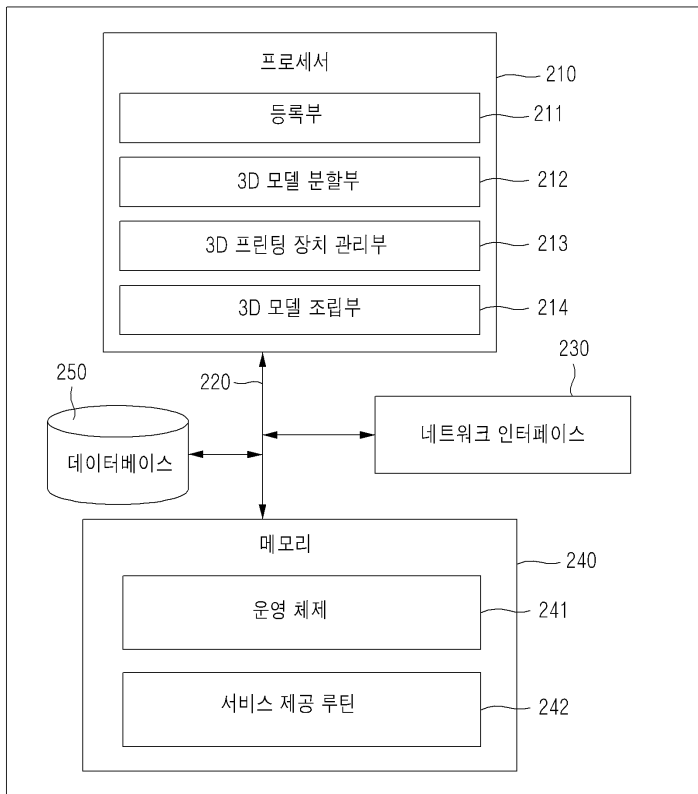 프로세서
210
등록부
211
3D 모델 분할부
212
3D 프린팅 장치 관리부
213
3D 모델 조립부
214
220
230
250
네트워크 인터페이스
데이터베이스
메모리
240
운영 체제
241
서비스 제공 루틴
242